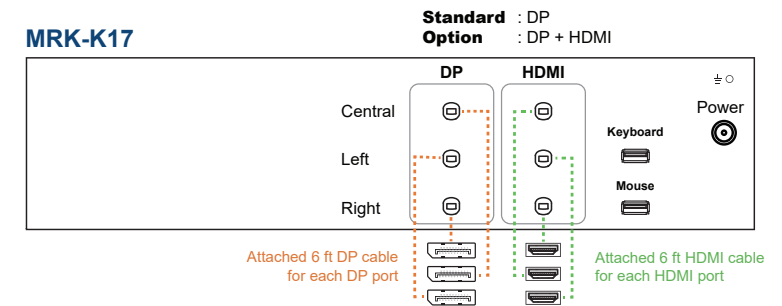 Standard : DP
MRK-K17
Option : DP + HDMI
DP HDMI
Central
Power
Keyboard
Left
Mouse
Right
Attached 6 ft DP cable
for each DP port
Attached 6 ft HDMI cable
for each HDMI port